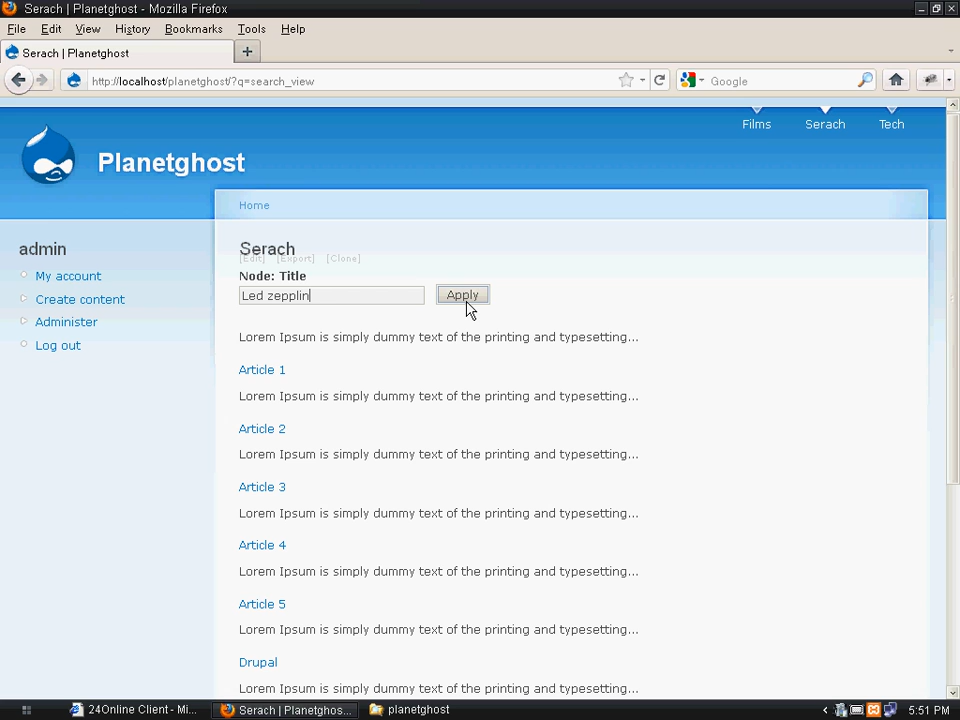 Serach | Planetghost - Mozilla Firefox
File Edit View History Bookmarks Tools Help
Serach | Planetghost
http://localhost/planetghost/?q=search_view
Google
Films Serach Tech
Planetghost
Home
admin
My account
Create content
Administer
Log out
Serach
[Edit] [Export] [Clone]
Node: Title
Led zepplin Apply
Lorem Ipsum is simply dummy text of the printing and typesetting...
Article 1
Lorem Ipsum is simply dummy text of the printing and typesetting...
Article 2
Lorem Ipsum is simply dummy text of the printing and typesetting...
Article 3
Lorem Ipsum is simply dummy text of the printing and typesetting...
Article 4
Lorem Ipsum is simply dummy text of the printing and typesetting...
Article 5
Lorem Ipsum is simply dummy text of the printing and typesetting...
Drupal
Lorem Ipsum is simply dummy text of the printing and typesetting...
24Online Client - Mi... Serach | Planetghos... planetghost 5:51 PM